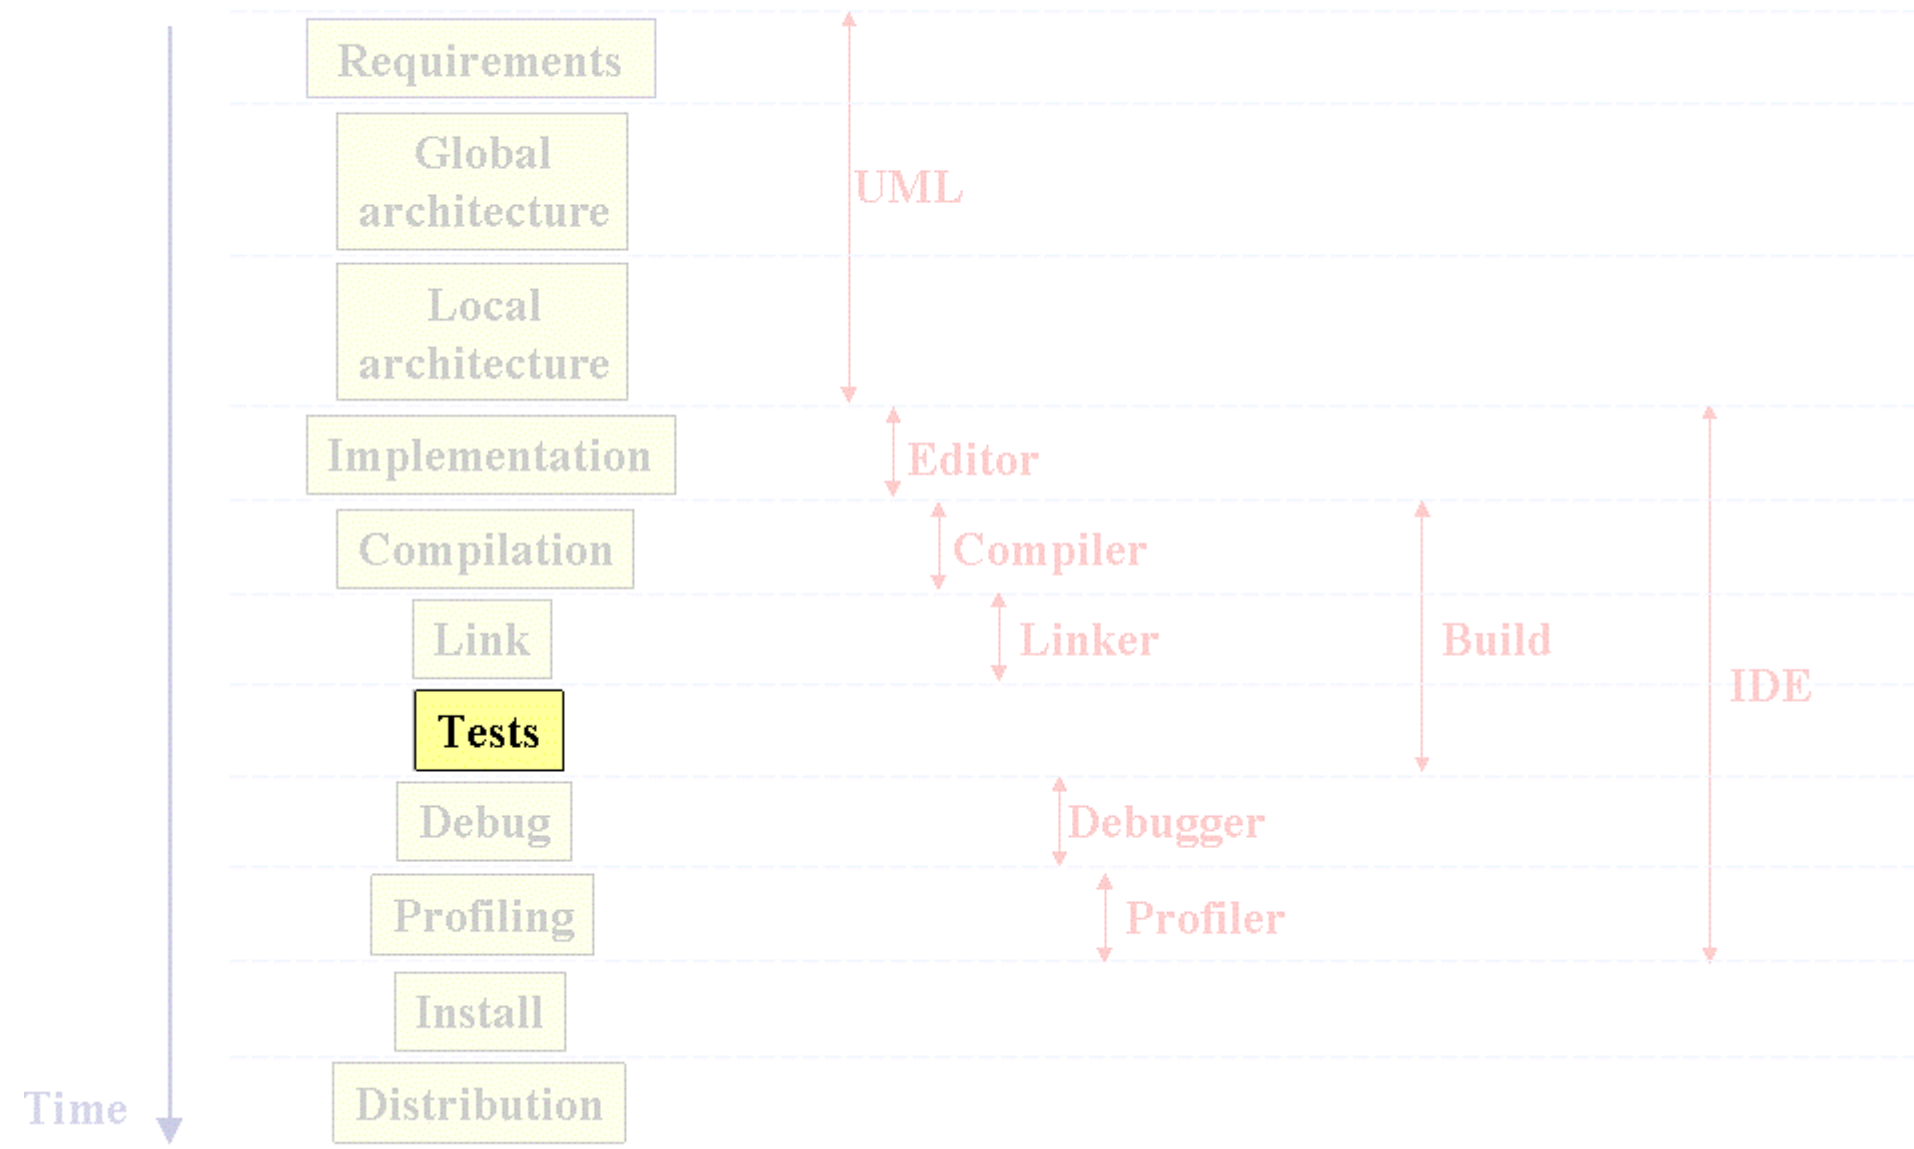 Requirements
Global
architecture
UML
Local
architecture
Implementation
Editor
Compilation
Compiler
Link
Linker
Build
IDE
Tests
Debug
Debugger
Profiling
Profiler
Install
Distribution
Time